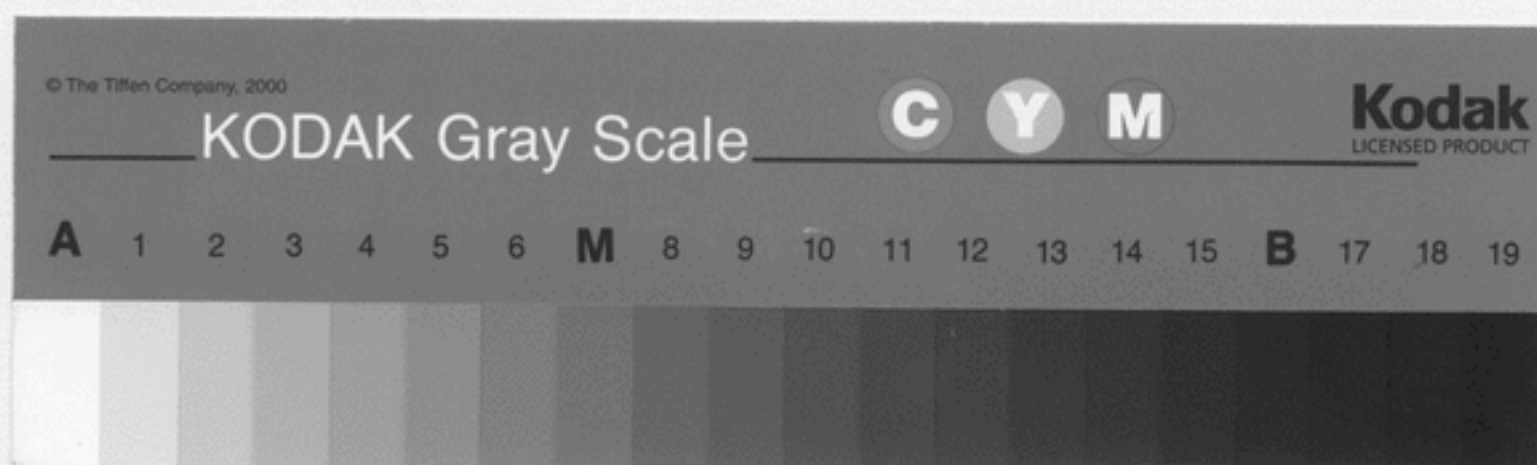 © The Tiffen Company, 2000
KODAK Gray Scale
C Y M
Kodak
LICENSED PRODUCT
A 1 2 3 4 5 6 M 8 9 10 11 12 13 14 15 B 17 18 19